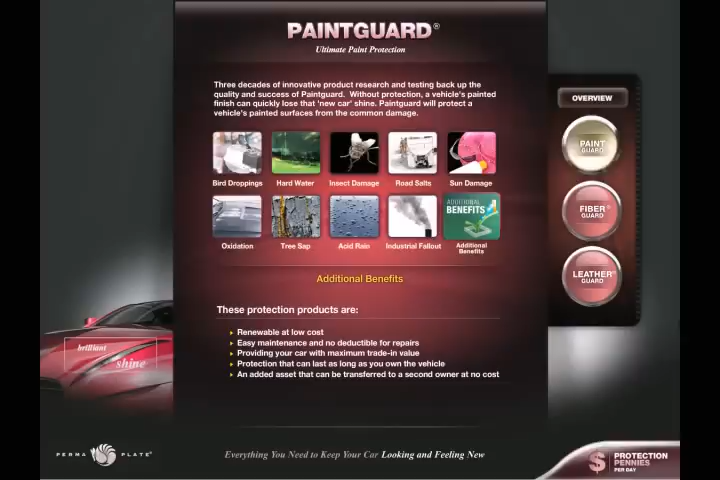 PAINTGUARD®
Ultimate Paint Protection
Three decades of innovative product research and testing back up the
quality and success of Paintguard.  Without protection, a vehicle's painted
finish can quickly lose that 'new car' shine. Paintguard will protect a
vehicle's painted surfaces from the common damage.
Bird Droppings
Hard Water
Insect Damage
Road Salts
Sun Damage
ADDITIONAL
BENEFITS
Oxidation
Tree Sap
Acid Rain
Industrial Fallout
Additional
Benefits
Additional Benefits
These protection products are:
Renewable at low cost
Easy maintenance and no deductible for repairs
Providing your car with maximum trade-in value
Protection that can last as long as you own the vehicle
An added asset that can be transferred to a second owner at no cost
OVERVIEW
PAINT
GUARD
FIBER®
GUARD
LEATHER®
GUARD
brilliant
shine
PERMA PLATE®
Everything You Need to Keep Your Car Looking and Feeling New
$ PROTECTION
PENNIES
PER DAY